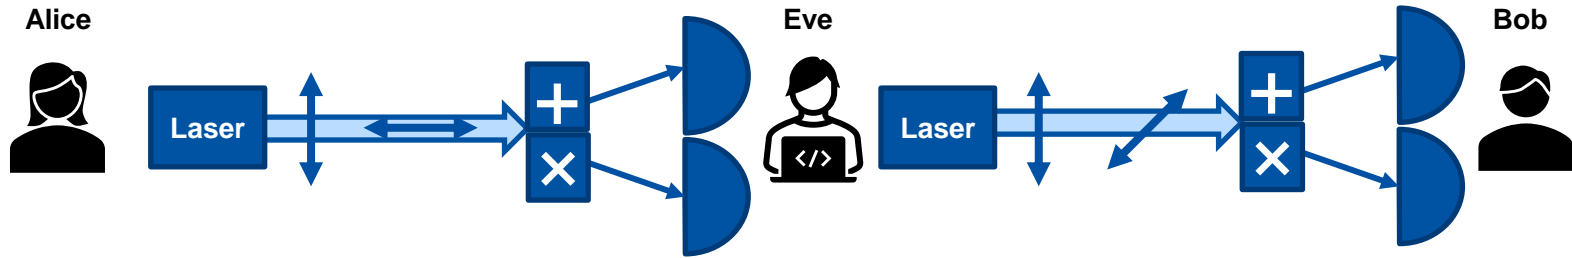 Alice
Eve
Bob
Laser
+
×
</>
Laser
+
×